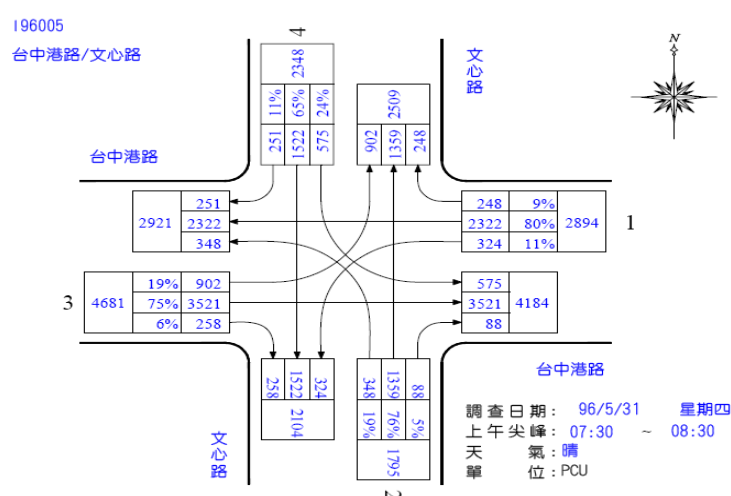 196005
台中港路/文心路
4
N
2348
11% 65% 24%
251 1522 575
2509
902 1359 248
文心路
台中港路
251
2921 2322
348
248 9%
2322 80% 2894
324 11%
1
3
19% 902
4681 75% 3521
6% 258
575
3521 4184
88
258 1522 324
2104
348 1359 88
19% 76% 5%
1795
2
文心路
台中港路
調查日期: 96/5/31 星期四
上午尖峰: 07:30 ~ 08:30
天 氣:晴
單 位:PCU